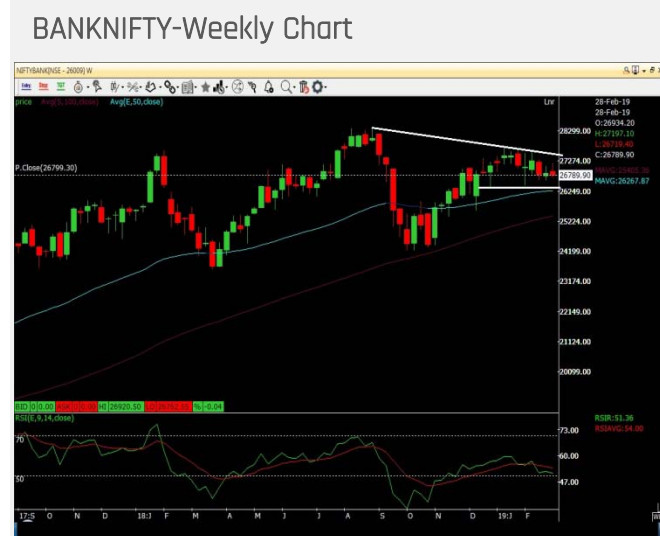 BANKNIFTY-Weekly Chart
NIFTYBANK[NSE - 26009] W
price Avg(S,100,close) Avg(E,50,close) Lnr
28-Feb-19
28-Feb-19
O:26934.20
H:27197.10
L:26719.40
C:26789.90
MAVG:26267.87
P.Close(26799.30)
28299.00
27274.00
26789.90
26249.00
25224.00
24199.00
23174.00
22149.00
21124.00
20099.00
BID 0 0.00 0.00 HI 26920.50 % -0.04
RSI(E,9,14,close)
RSIR:51.36
RSIAVG:54.00
70
50
73.00
60.00
47.00
17:S O N D 18:J F M A M J J A S O N D 19:J F